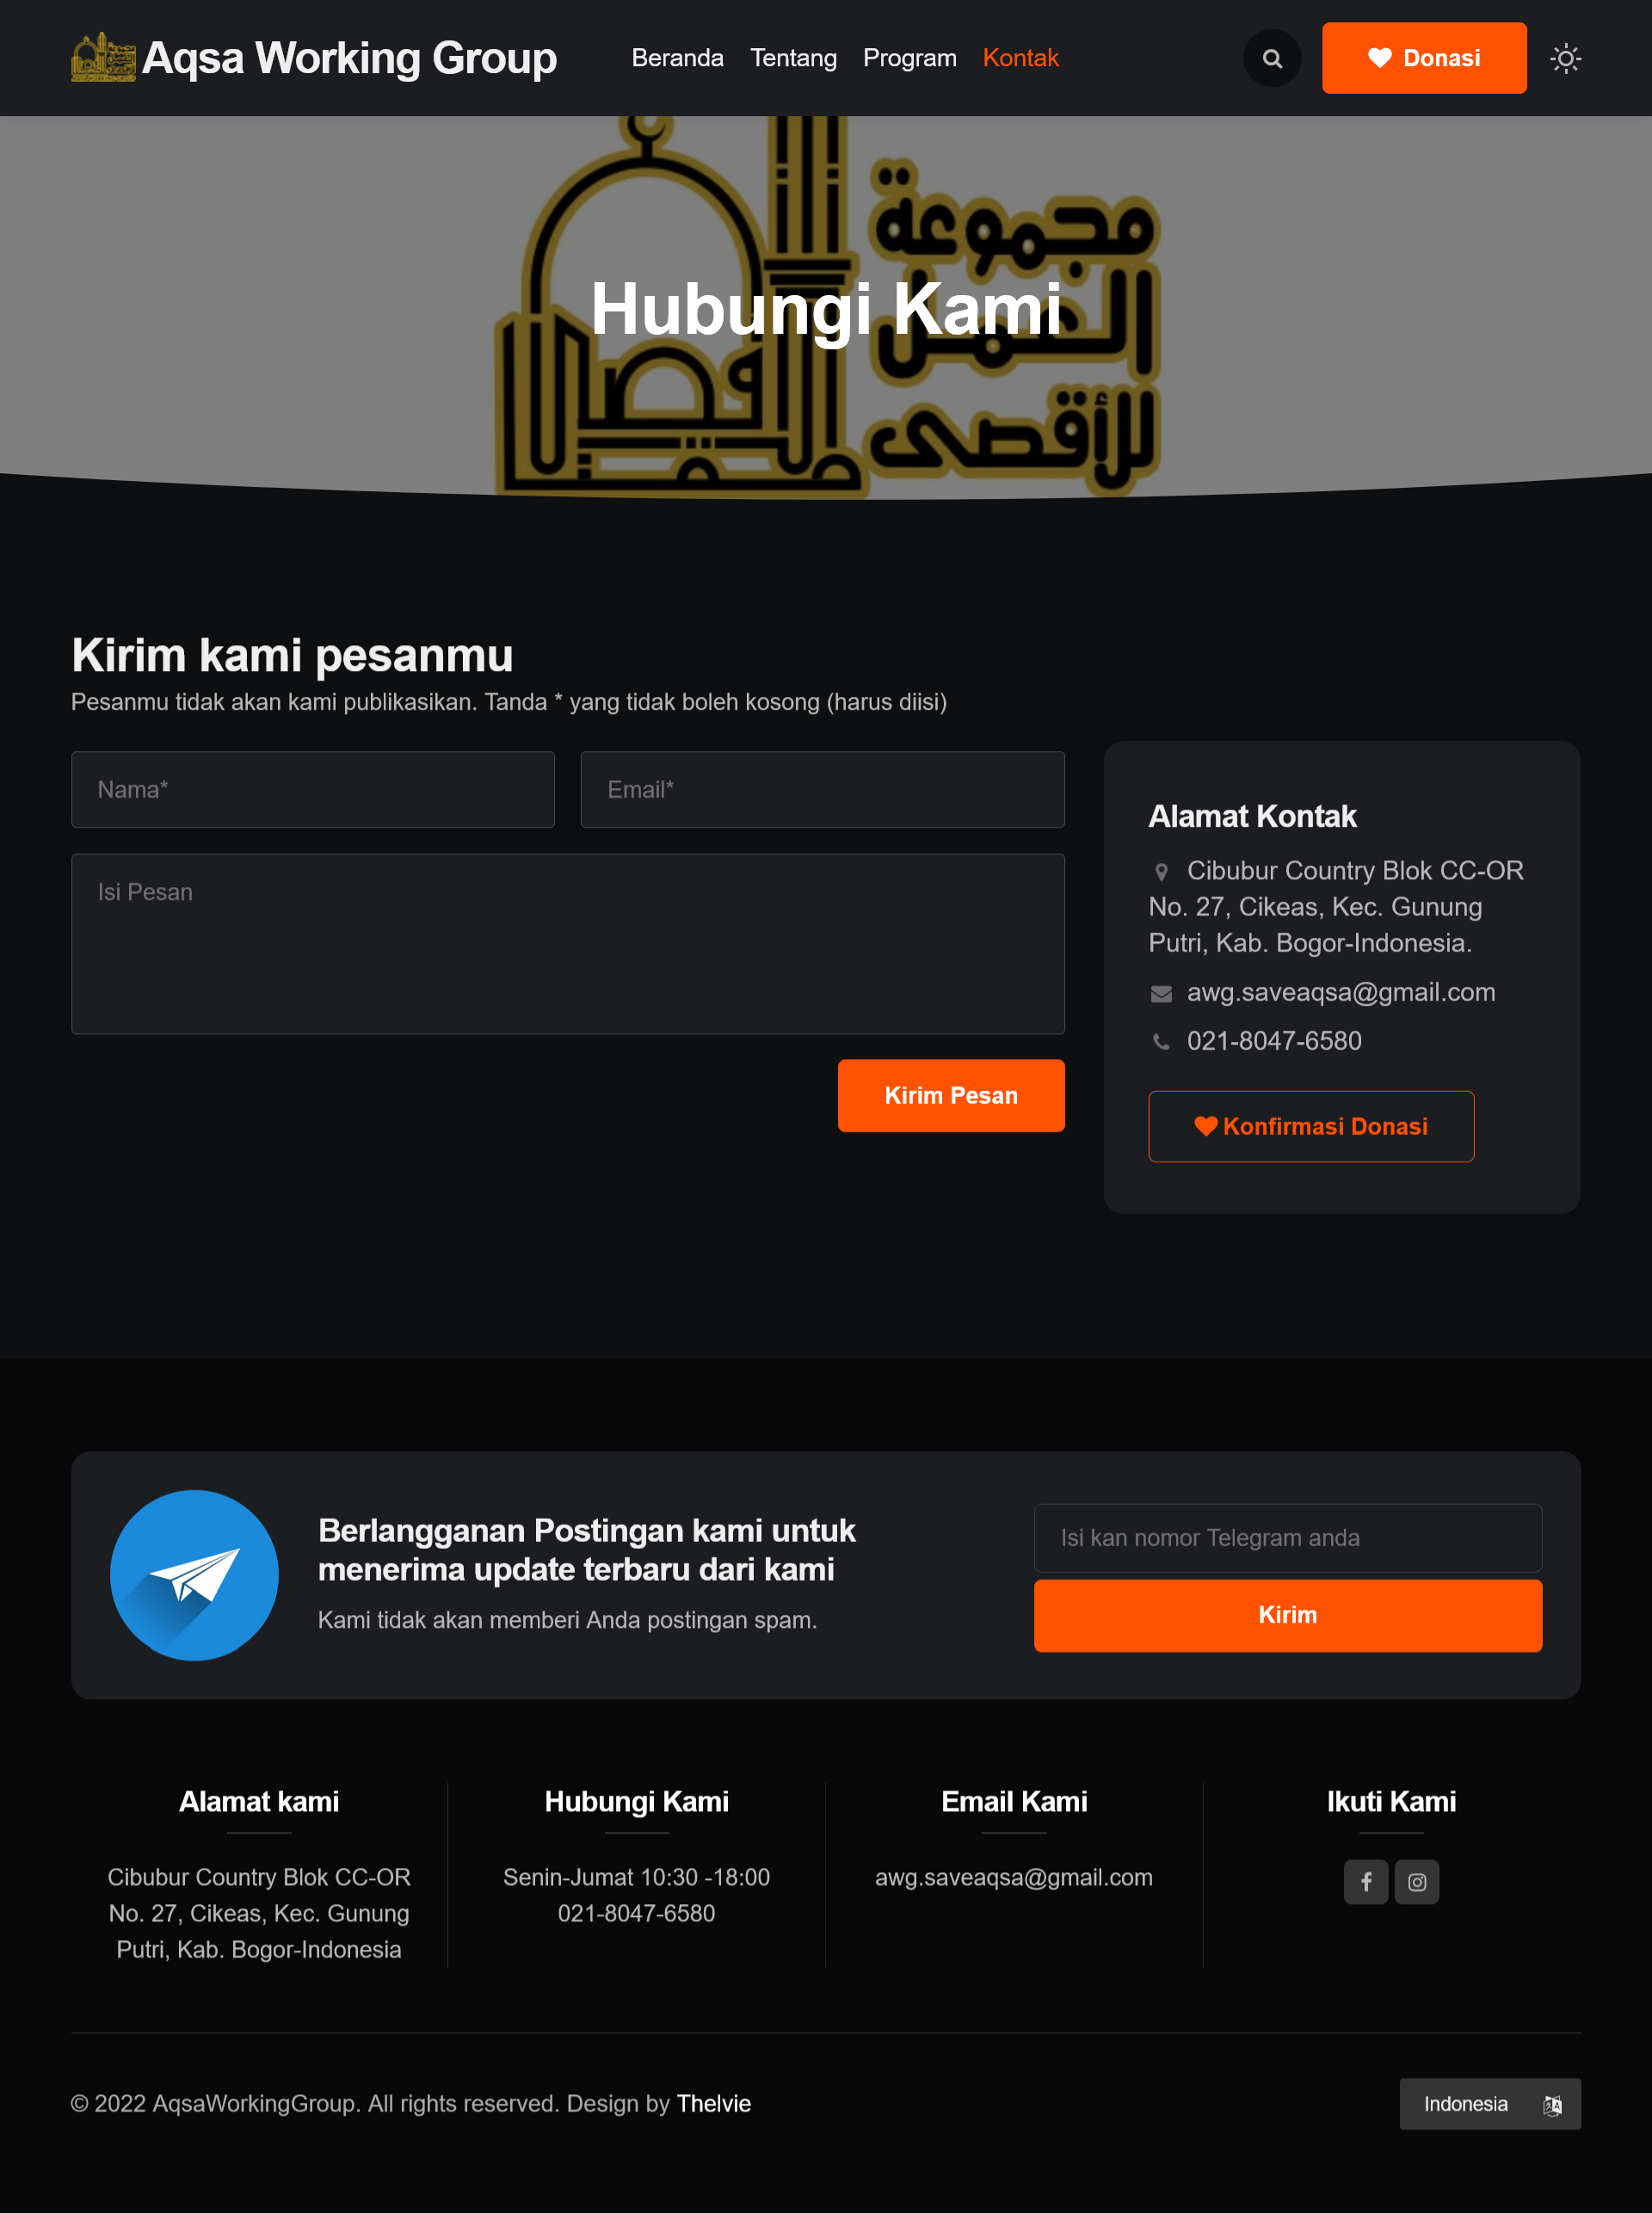 Aqsa Working Group
Beranda
Tentang
Program
Kontak
Donasi
مجموعة
العمل
للأقصى
Hubungi Kami
Kirim kami pesanmu
Pesanmu tidak akan kami publikasikan. Tanda * yang tidak boleh kosong (harus diisi)
Nama*
Email*
Isi Pesan
Kirim Pesan
Alamat Kontak
Cibubur Country Blok CC-OR
No. 27, Cikeas, Kec. Gunung
Putri, Kab. Bogor-Indonesia.
awg.saveaqsa@gmail.com
021-8047-6580
Konfirmasi Donasi
Berlangganan Postingan kami untuk
menerima update terbaru dari kami
Kami tidak akan memberi Anda postingan spam.
Isi kan nomor Telegram anda
Kirim
Alamat kami
Cibubur Country Blok CC-OR
No. 27, Cikeas, Kec. Gunung
Putri, Kab. Bogor-Indonesia
Hubungi Kami
Senin-Jumat 10:30 -18:00
021-8047-6580
Email Kami
awg.saveaqsa@gmail.com
Ikuti Kami
© 2022 AqsaWorkingGroup. All rights reserved. Design by Thelvie
Indonesia